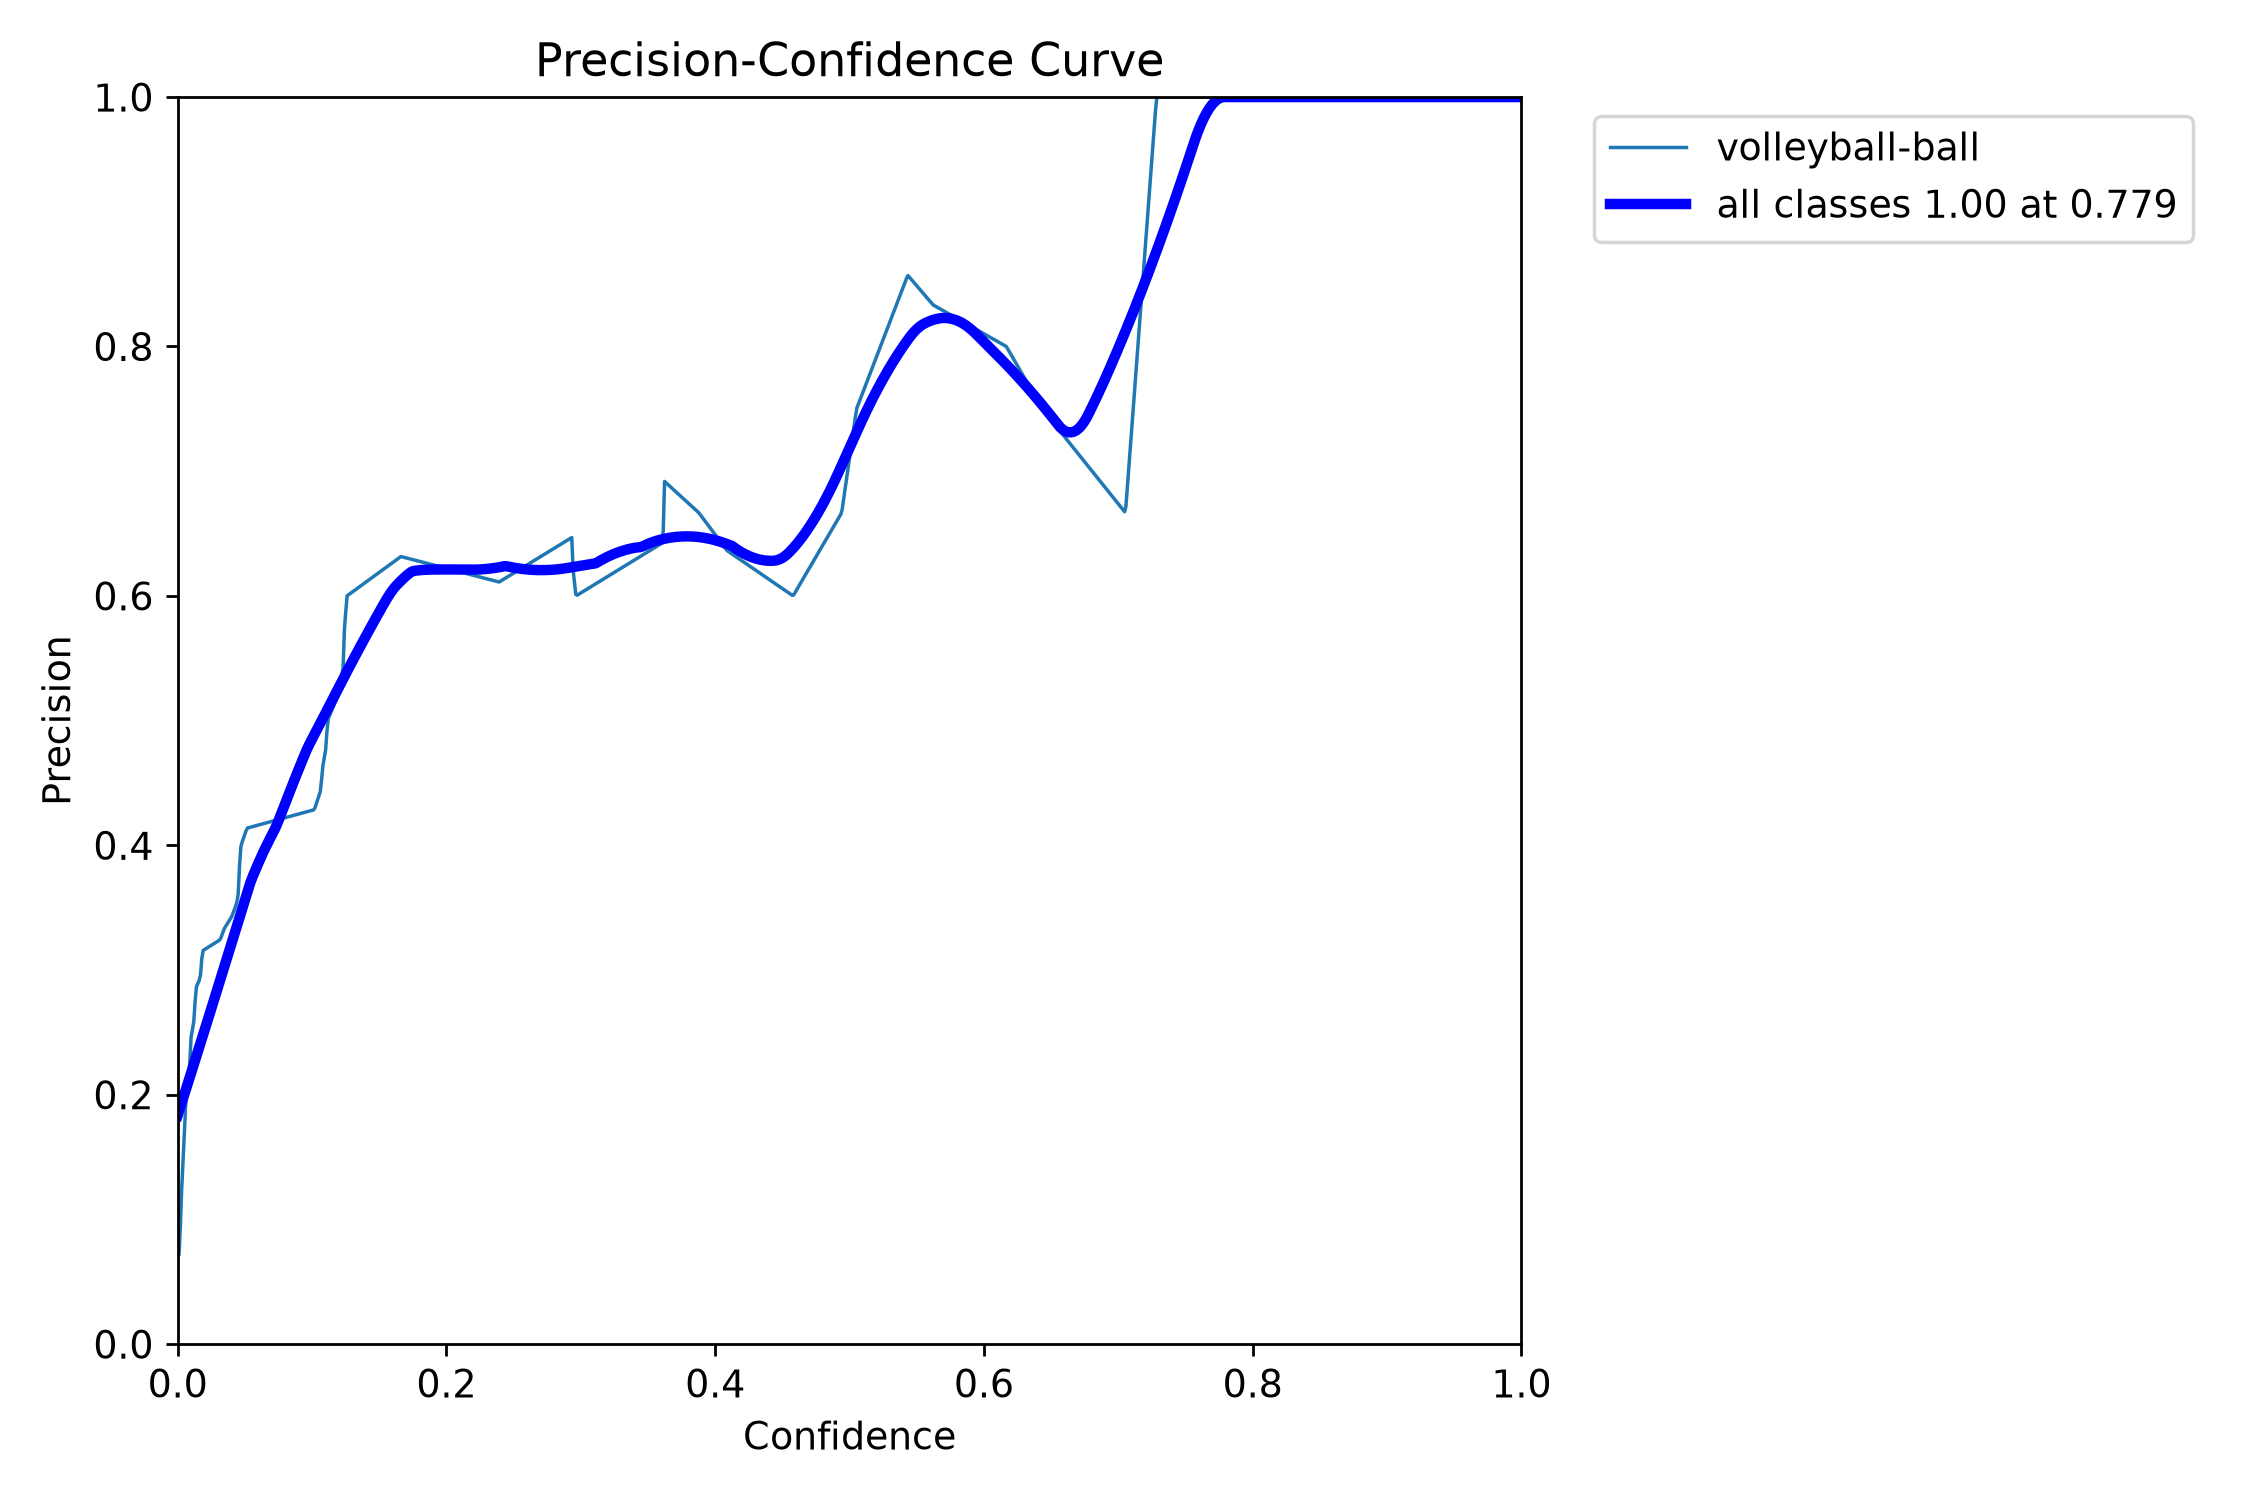 Precision-Confidence Curve
1.0
0.8
0.6
0.4
0.2
0.0
Precision
0.0 0.2 0.4 0.6 0.8 1.0
Confidence
volleyball-ball
all classes 1.00 at 0.779